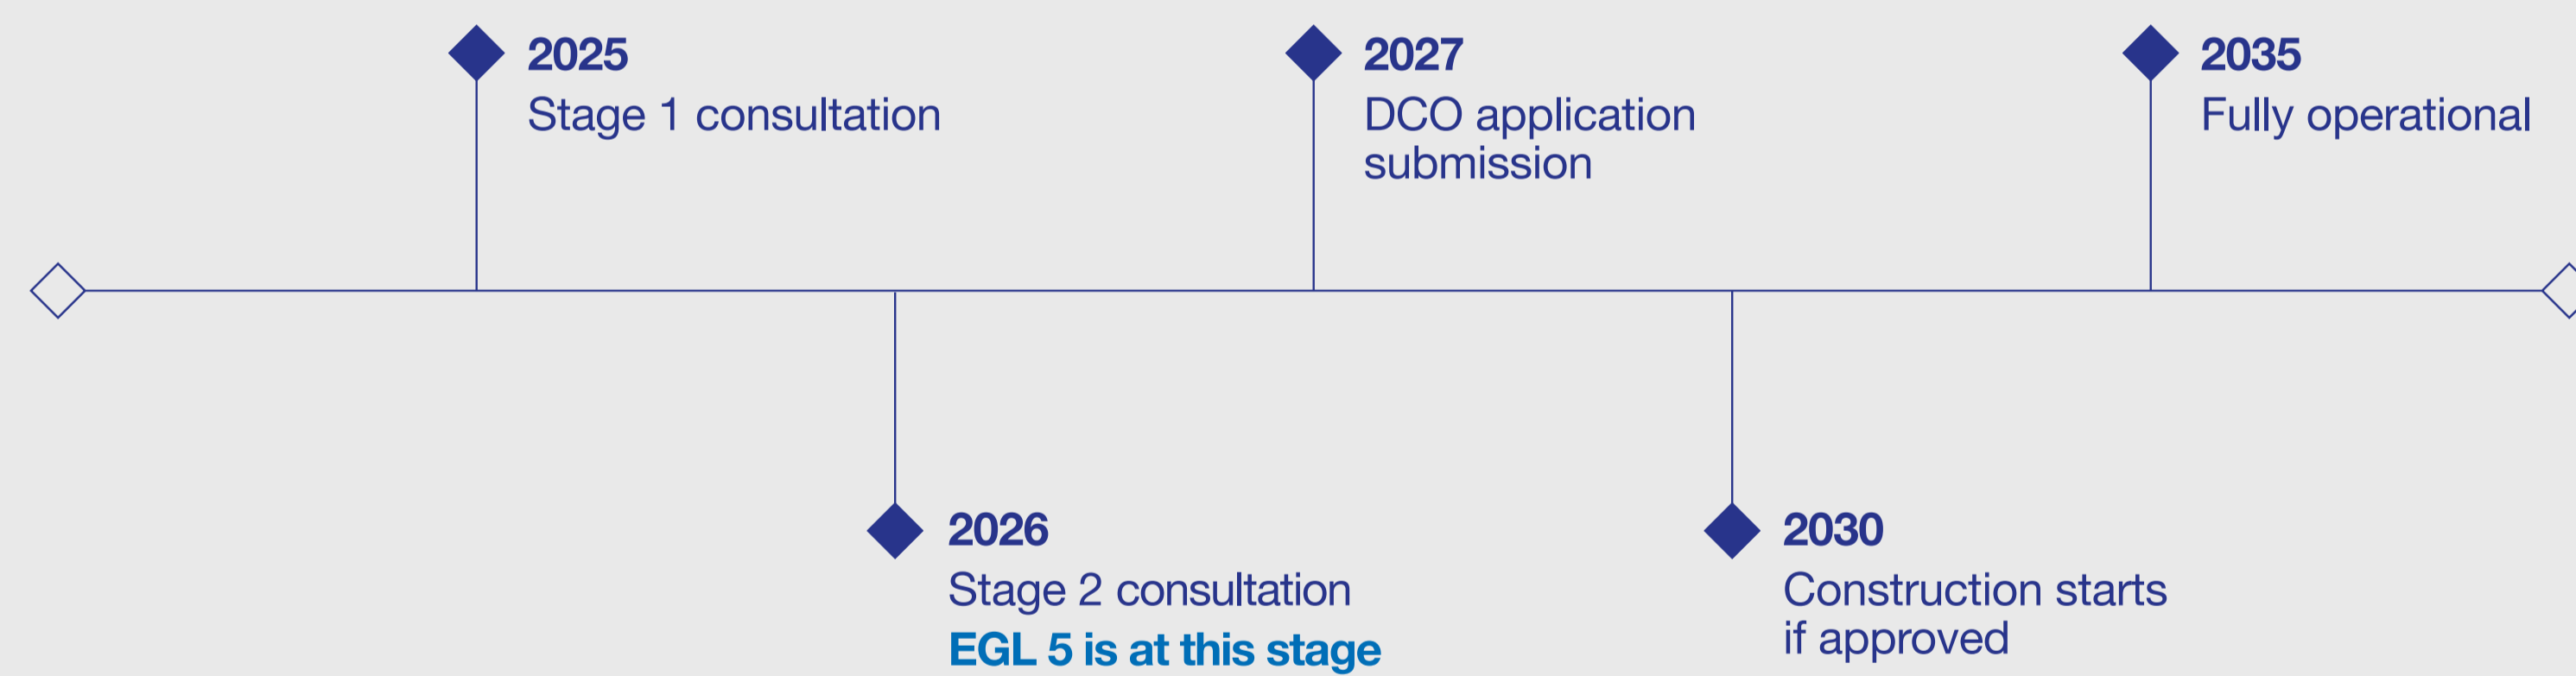 2025
Stage 1 consultation
2026
Stage 2 consultation
EGL 5 is at this stage
2027
DCO application
submission
2030
Construction starts
if approved
2035
Fully operational